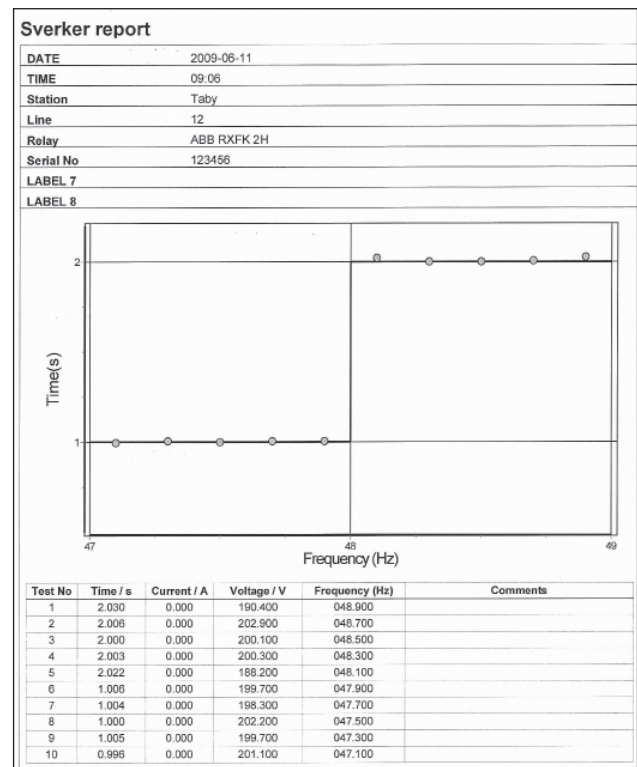 Sverker report
DATE 2009-06-11
TIME 09:06
Station Taby
Line 12
Relay ABB RXFK 2H
Serial No 123456
LABEL 7
LABEL 8
2
Time(s)
1
47 48 49
Frequency (Hz)
Test No Time / s Current / A Voltage / V Frequency (Hz) Comments
1 2.030 0.000 190.400 048.900
2 2.006 0.000 202.900 048.700
3 2.000 0.000 200.100 048.500
4 2.003 0.000 200.300 048.300
5 2.022 0.000 188.200 048.100
6 1.006 0.000 199.700 047.900
7 1.004 0.000 198.300 047.700
8 1.000 0.000 202.200 047.500
9 1.005 0.000 199.700 047.300
10 0.996 0.000 201.100 047.100